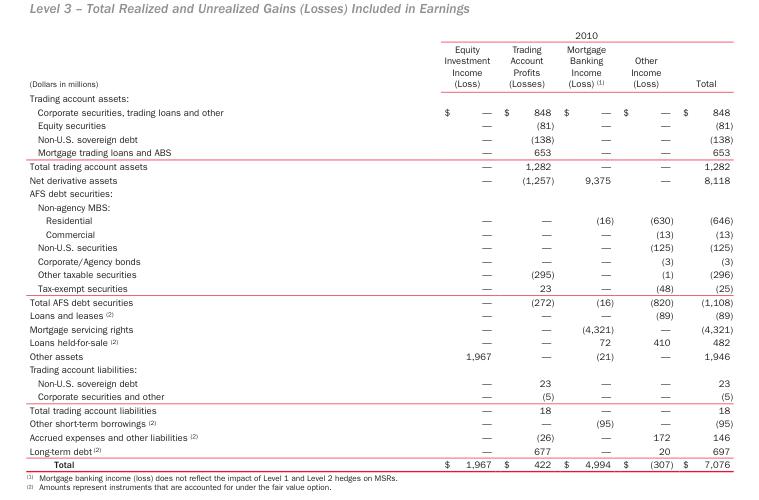 Level 3 – Total Realized and Unrealized Gains (Losses) Included in Earnings
2010
(Dollars in millions) Equity Investment Income (Loss) Trading Account Profits (Losses) Mortgage Banking Income (Loss) (1) Other Income (Loss) Total
Trading account assets:
Corporate securities, trading loans and other $ — $ 848 $ — $ — $ 848
Equity securities — (81) — — (81)
Non-U.S. sovereign debt — (138) — — (138)
Mortgage trading loans and ABS — 653 — — 653
Total trading account assets — 1,282 — — 1,282
Net derivative assets — (1,257) 9,375 — 8,118
AFS debt securities:
Non-agency MBS:
Residential — — (16) (630) (646)
Commercial — — — (13) (13)
Non-U.S. securities — — — (125) (125)
Corporate/Agency bonds — — — (3) (3)
Other taxable securities — (295) — (1) (296)
Tax-exempt securities — 23 — (48) (25)
Total AFS debt securities — (272) (16) (820) (1,108)
Loans and leases (2) — — — (89) (89)
Mortgage servicing rights — — (4,321) — (4,321)
Loans held-for-sale (2) — — 72 410 482
Other assets 1,967 — (21) — 1,946
Trading account liabilities:
Non-U.S. sovereign debt — 23 — — 23
Corporate securities and other — (5) — — (5)
Total trading account liabilities — 18 — — 18
Other short-term borrowings (2) — — (95) — (95)
Accrued expenses and other liabilities (2) — (26) — 172 146
Long-term debt (2) — 677 — 20 697
Total $ 1,967 $ 422 $ 4,994 $ (307) $ 7,076
(1) Mortgage banking income (loss) does not reflect the impact of Level 1 and Level 2 hedges on MSRs.
(2) Amounts represent instruments that are accounted for under the fair value option.